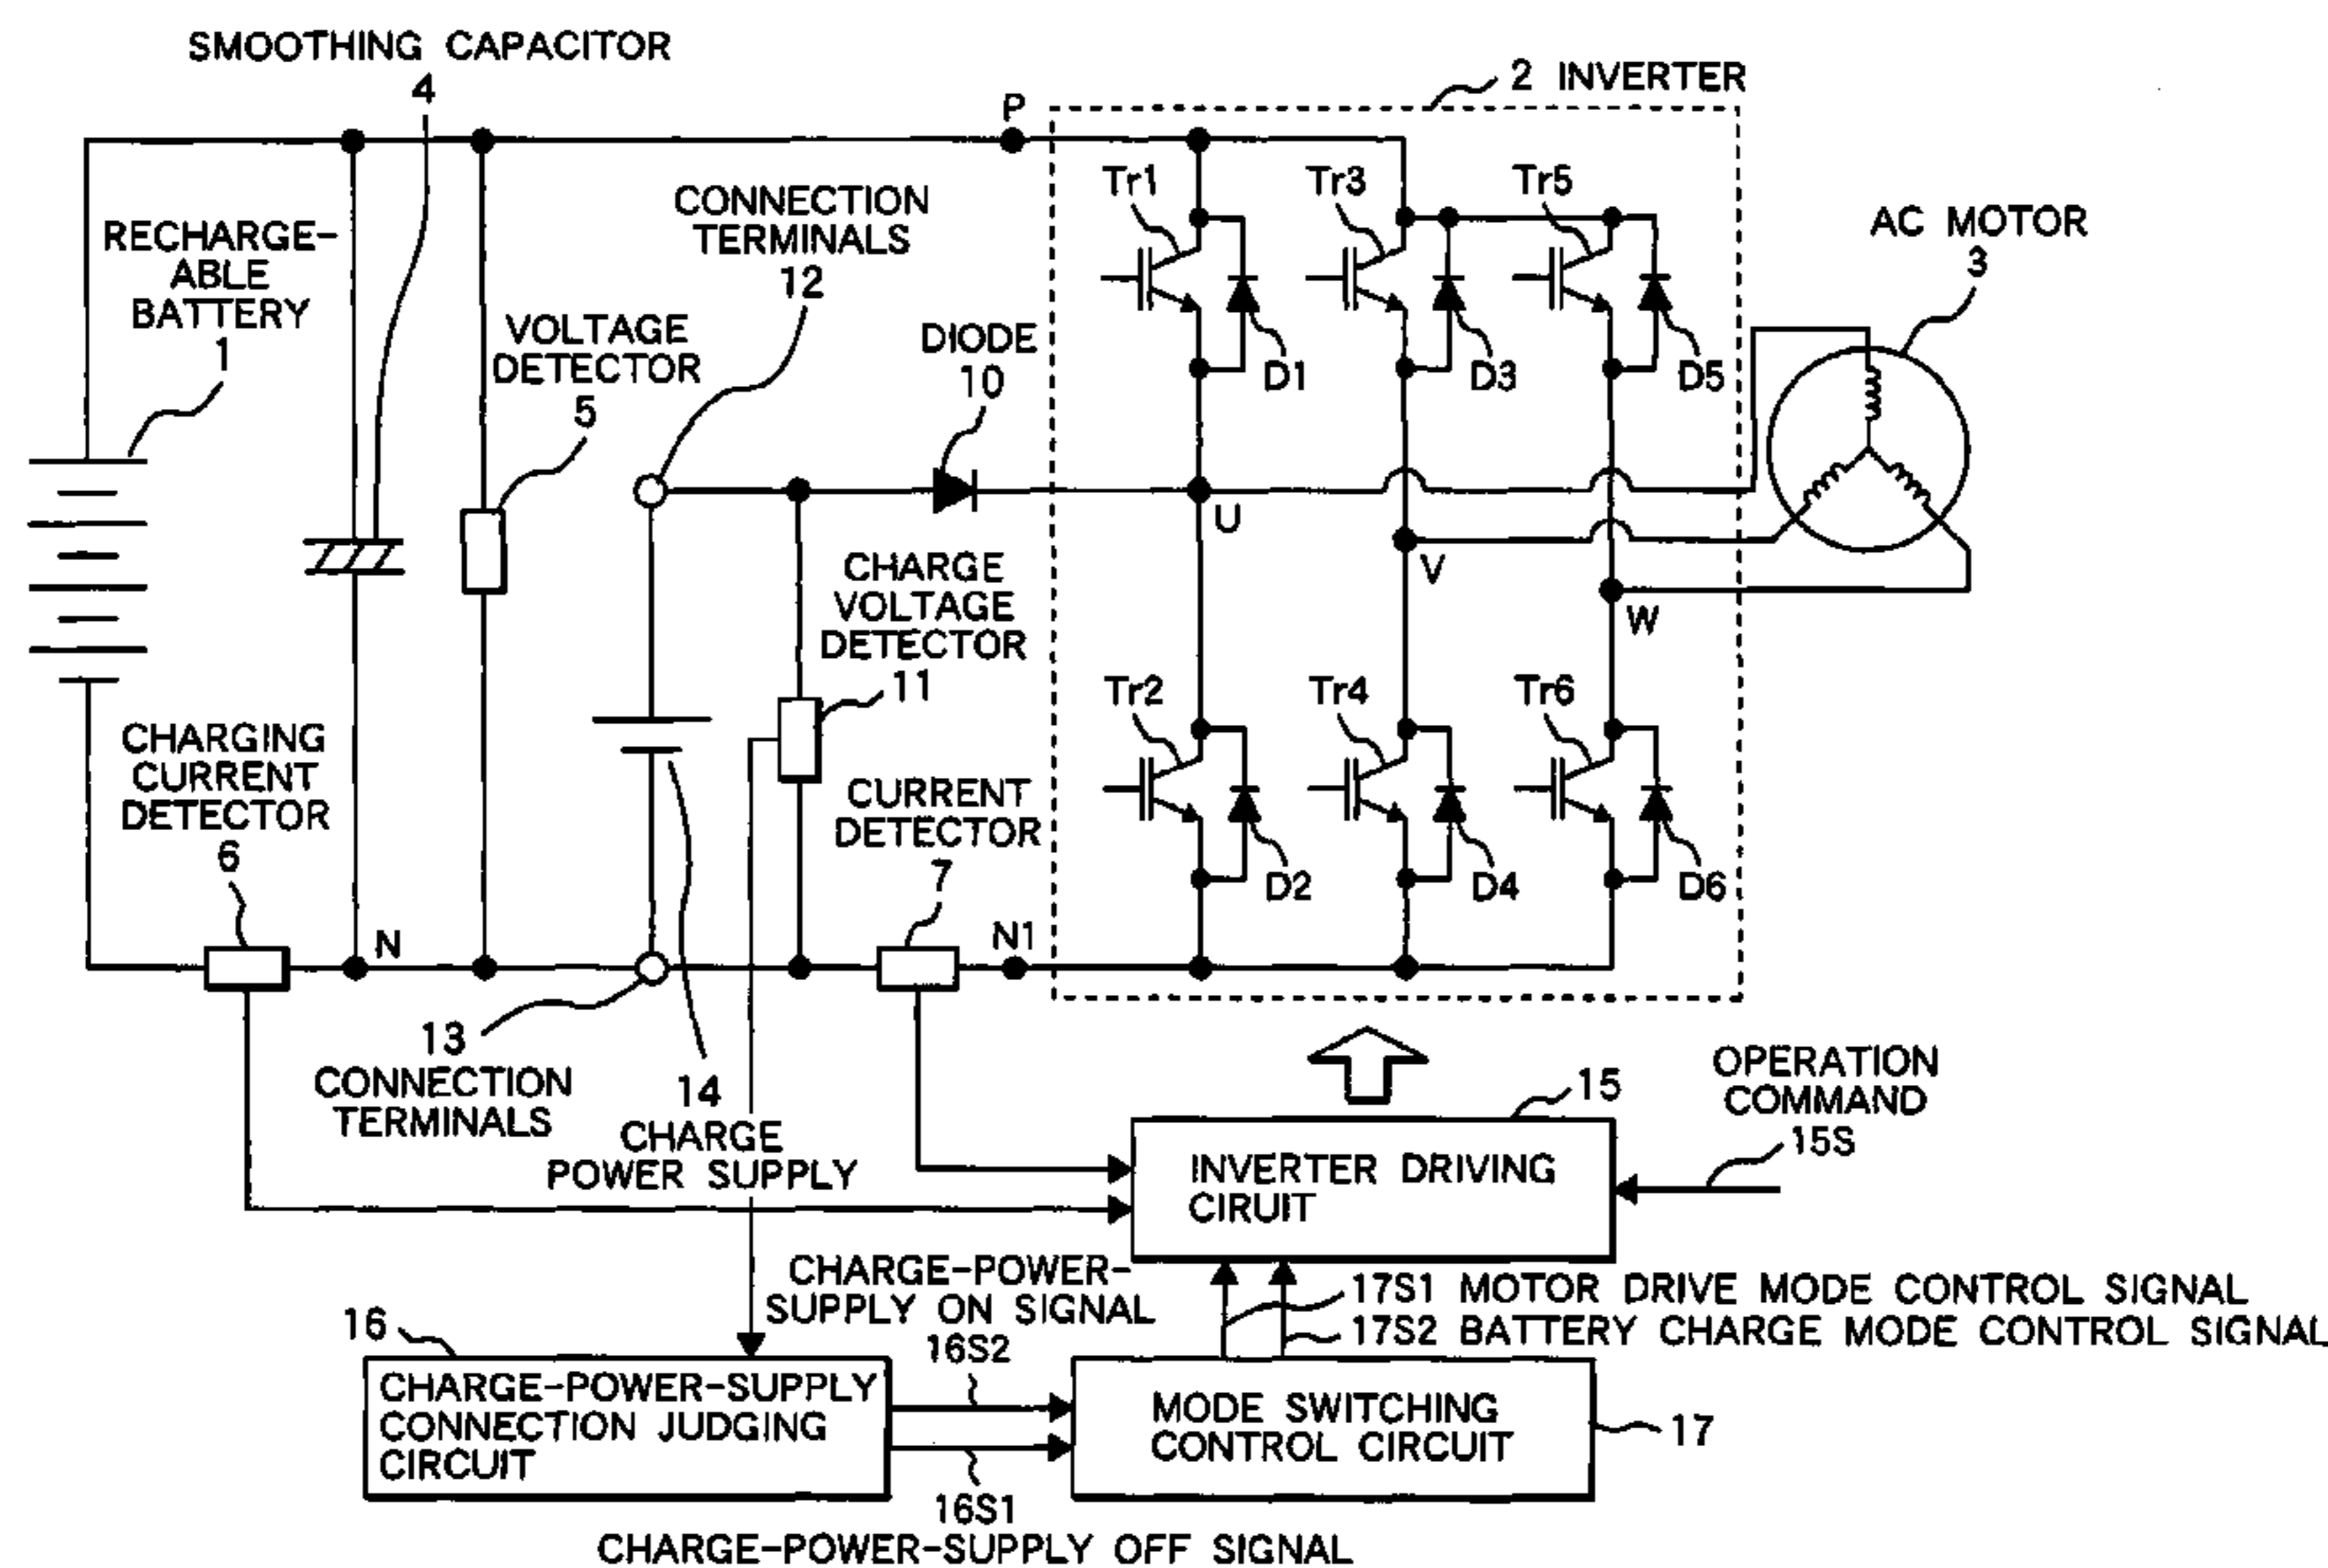 SMOOTHING CAPACITOR
4
2 INVERTER
P
Tr1
Tr3
Tr5
AC MOTOR
3
CONNECTION
TERMINALS
12
RECHARGE-
ABLE
BATTERY
1
VOLTAGE
DETECTOR
5
DIODE
10
D1
D3
D5
U
V
W
CHARGE
VOLTAGE
DETECTOR
11
Tr2
Tr4
Tr6
CHARGING
CURRENT
DETECTOR
6
CURRENT
DETECTOR
7
D2
D4
D6
N
N1
13
CONNECTION
TERMINALS
14
CHARGE
POWER SUPPLY
15
OPERATION
COMMAND
15S
INVERTER DRIVING
CIRUIT
CHARGE-POWER-
SUPPLY ON SIGNAL
16S2
17S1 MOTOR DRIVE MODE CONTROL SIGNAL
17S2 BATTERY CHARGE MODE CONTROL SIGNAL
16
CHARGE-POWER-SUPPLY
CONNECTION JUDGING
CIRCUIT
MODE SWITCHING
CONTROL CIRCUIT
17
16S1
CHARGE-POWER-SUPPLY OFF SIGNAL